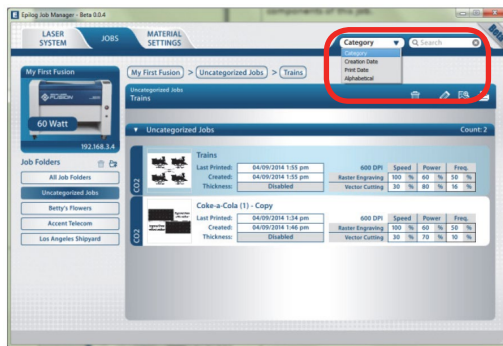 components of this job.
Epilog Job Manager - Beta 0.0.4
LASER SYSTEM
JOBS
MATERIAL SETTINGS
Category
Search
Beta
Category
Creation Date
Print Date
Alphabetical
My First Fusion
My First Fusion > Uncategorized Jobs > Trains
Uncategorized Jobs
Trains
FUSION
60 Watt
192.168.3.4
Uncategorized Jobs
Count: 2
Job Folders
All Job Folders
Uncategorized Jobs
Betty's Flowers
Accent Telecom
Los Angeles Shipyard
CO2
Trains
Last Printed: 04/09/2014 1:55 pm
Created: 04/09/2014 1:55 pm
Thickness: Disabled
600 DPI Speed Power Freq.
Raster Engraving 100 % 60 % 50 %
Vector Cutting 30 % 80 % 16 %
CO2
Coke-a-Cola (1) - Copy
Last Printed: 04/09/2014 1:34 pm
Created: 04/09/2014 1:46 pm
Thickness: Disabled
600 DPI Speed Power Freq.
Raster Engraving 100 % 60 % 50 %
Vector Cutting 30 % 70 % 10 %